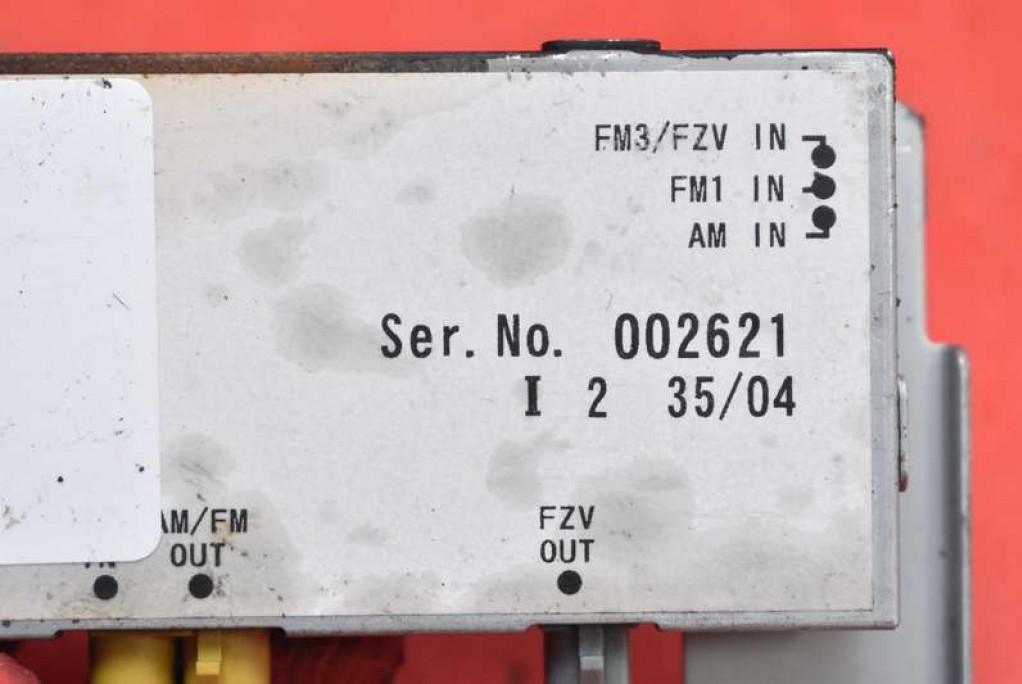 FM3/FZV IN
FM1 IN
AM IN
Ser. No. 002621
I 2 35/04
AM/FM
OUT
FZV
OUT